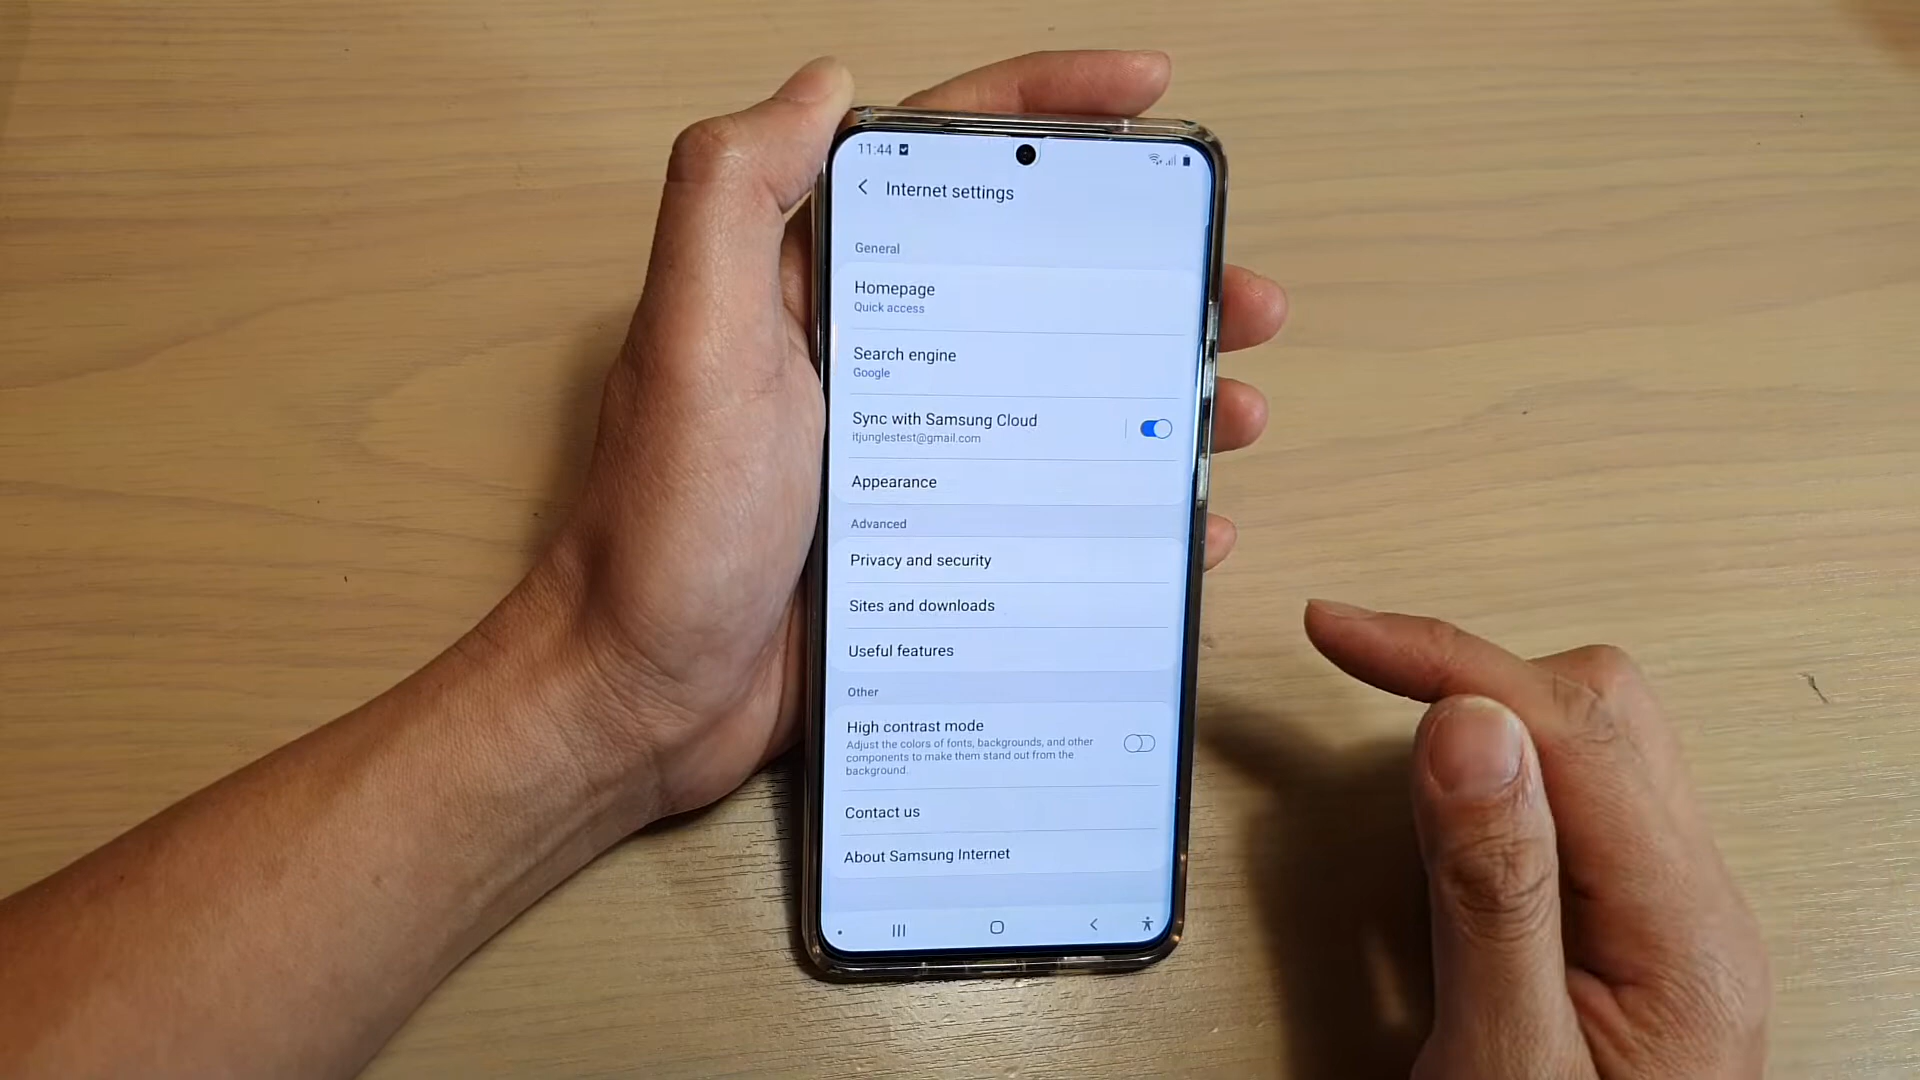 11:44
Internet settings
General
Homepage
Quick access
Search engine
Google
Sync with Samsung Cloud
itjunglestest@gmail.com
Appearance
Advanced
Privacy and security
Sites and downloads
Useful features
Other
High contrast mode
Adjust the colors of fonts, backgrounds, and other
components to make them stand out from the
background.
Contact us
About Samsung Internet